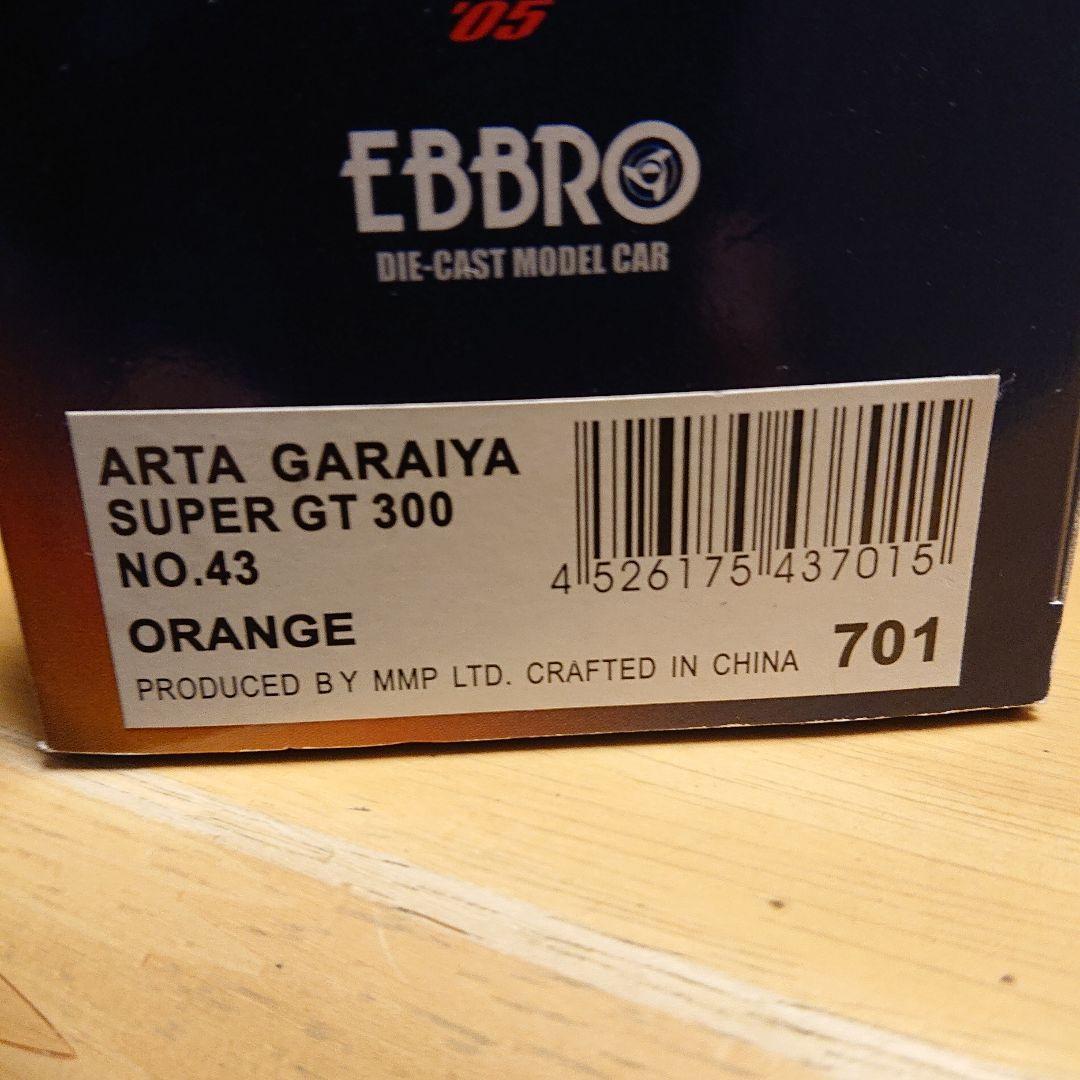 '05
EBBRO
DIE-CAST MODEL CAR
ARTA GARAIYA
SUPER GT 300
NO.43
ORANGE
4 526175 437015
PRODUCED BY MMP LTD. CRAFTED IN CHINA 701